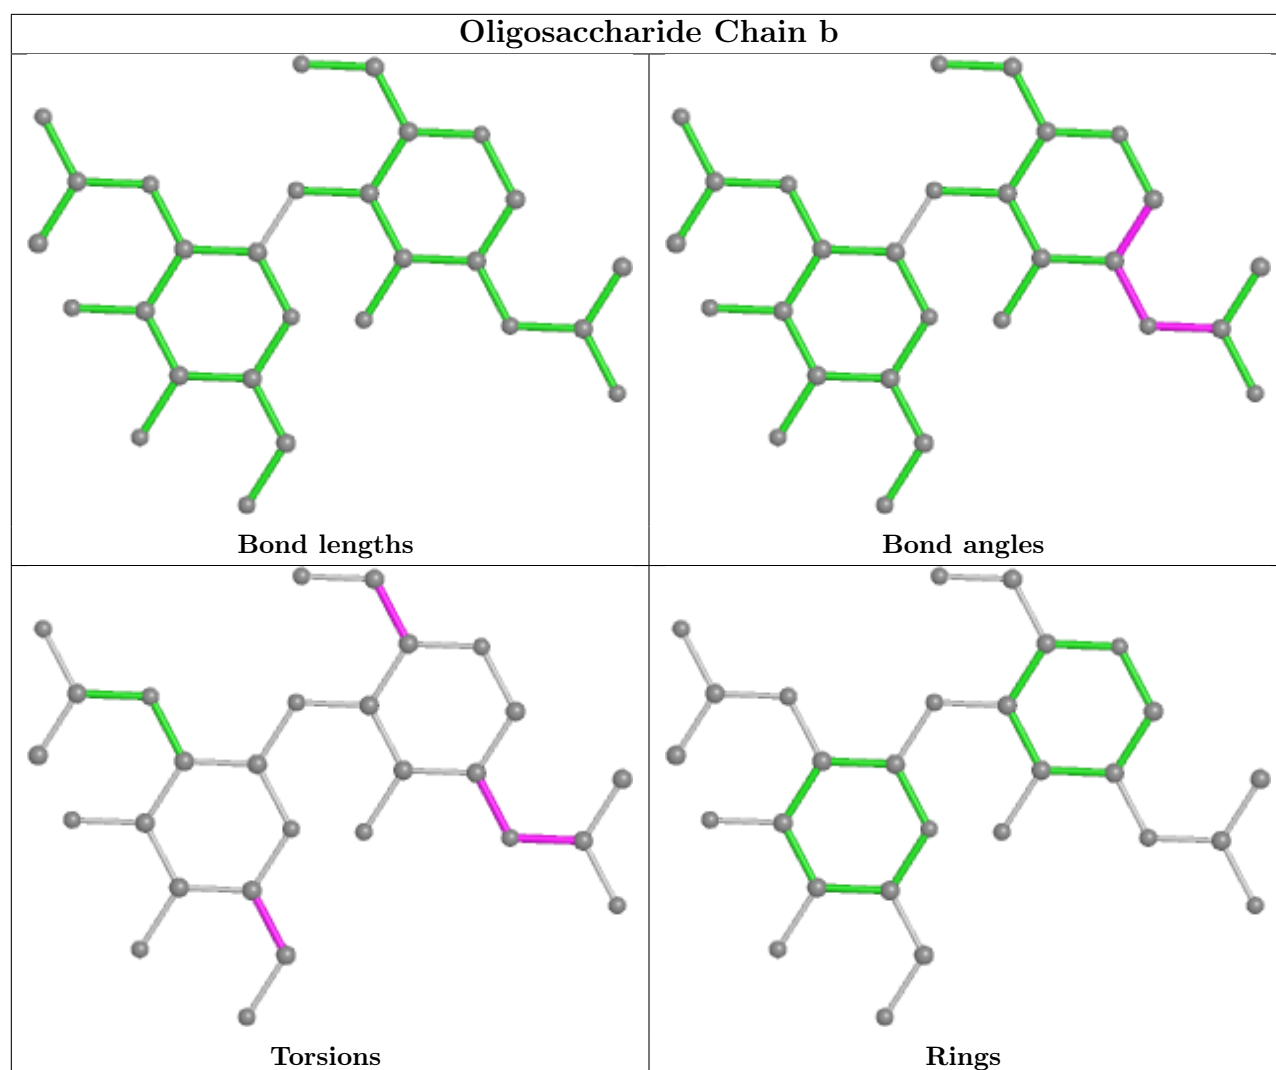 Oligosaccharide Chain b
Bond lengths
Bond angles
Torsions
Rings